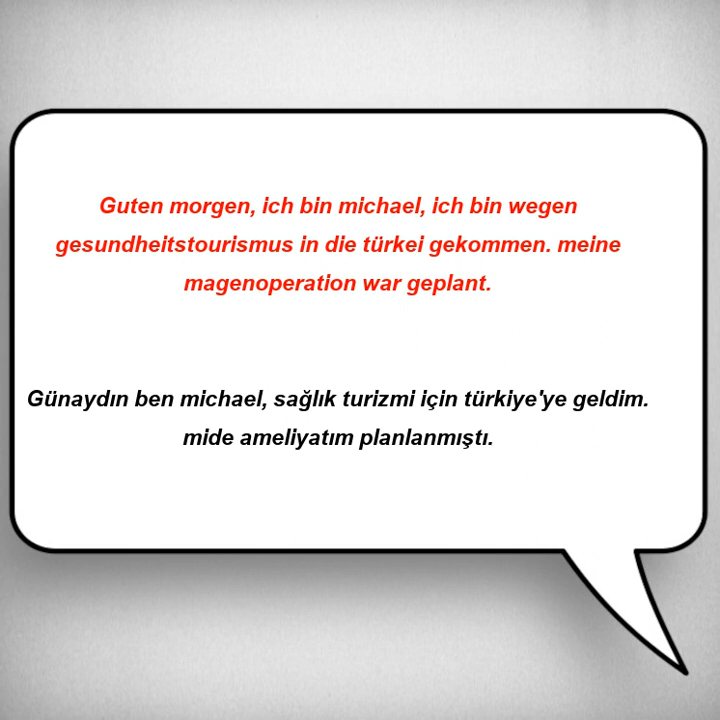 Guten morgen, ich bin michael, ich bin wegen
gesundheitstourismus in die türkei gekommen. meine
magenoperation war geplant.
Günaydın ben michael, sağlık turizmi için türkiye'ye geldim.
mide ameliyatım planlanmıştı.